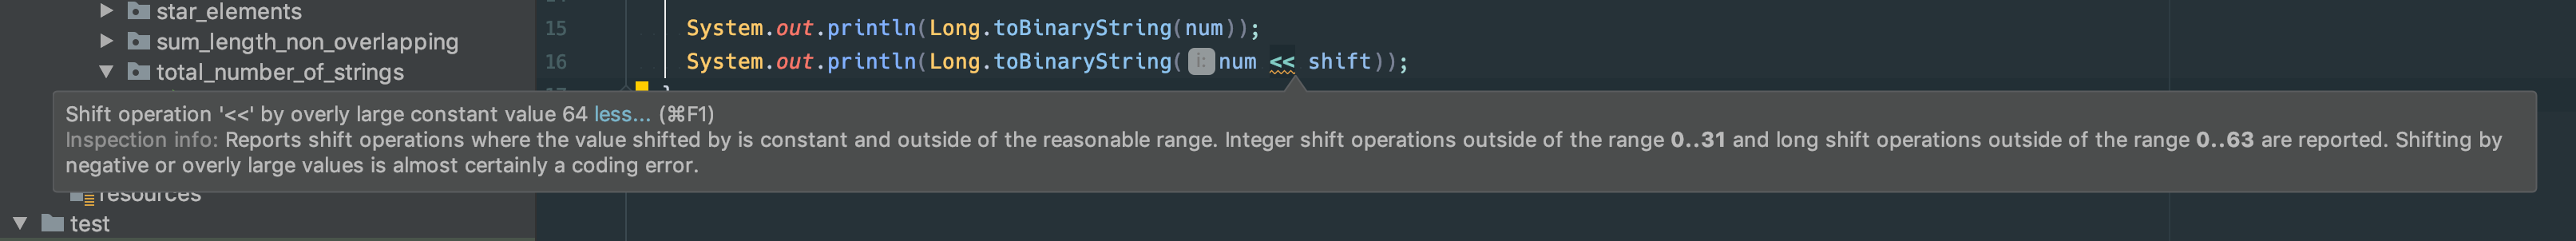 star_elements
sum_length_non_overlapping
total_number_of_strings
15 System.out.println(Long.toBinaryString(num));
16 System.out.println(Long.toBinaryString( i: num << shift));
Shift operation '<<' by overly large constant value 64 less... (⌘F1)
Inspection info: Reports shift operations where the value shifted by is constant and outside of the reasonable range. Integer shift operations outside of the range 0..31 and long shift operations outside of the range 0..63 are reported. Shifting by
negative or overly large values is almost certainly a coding error.
resources
test